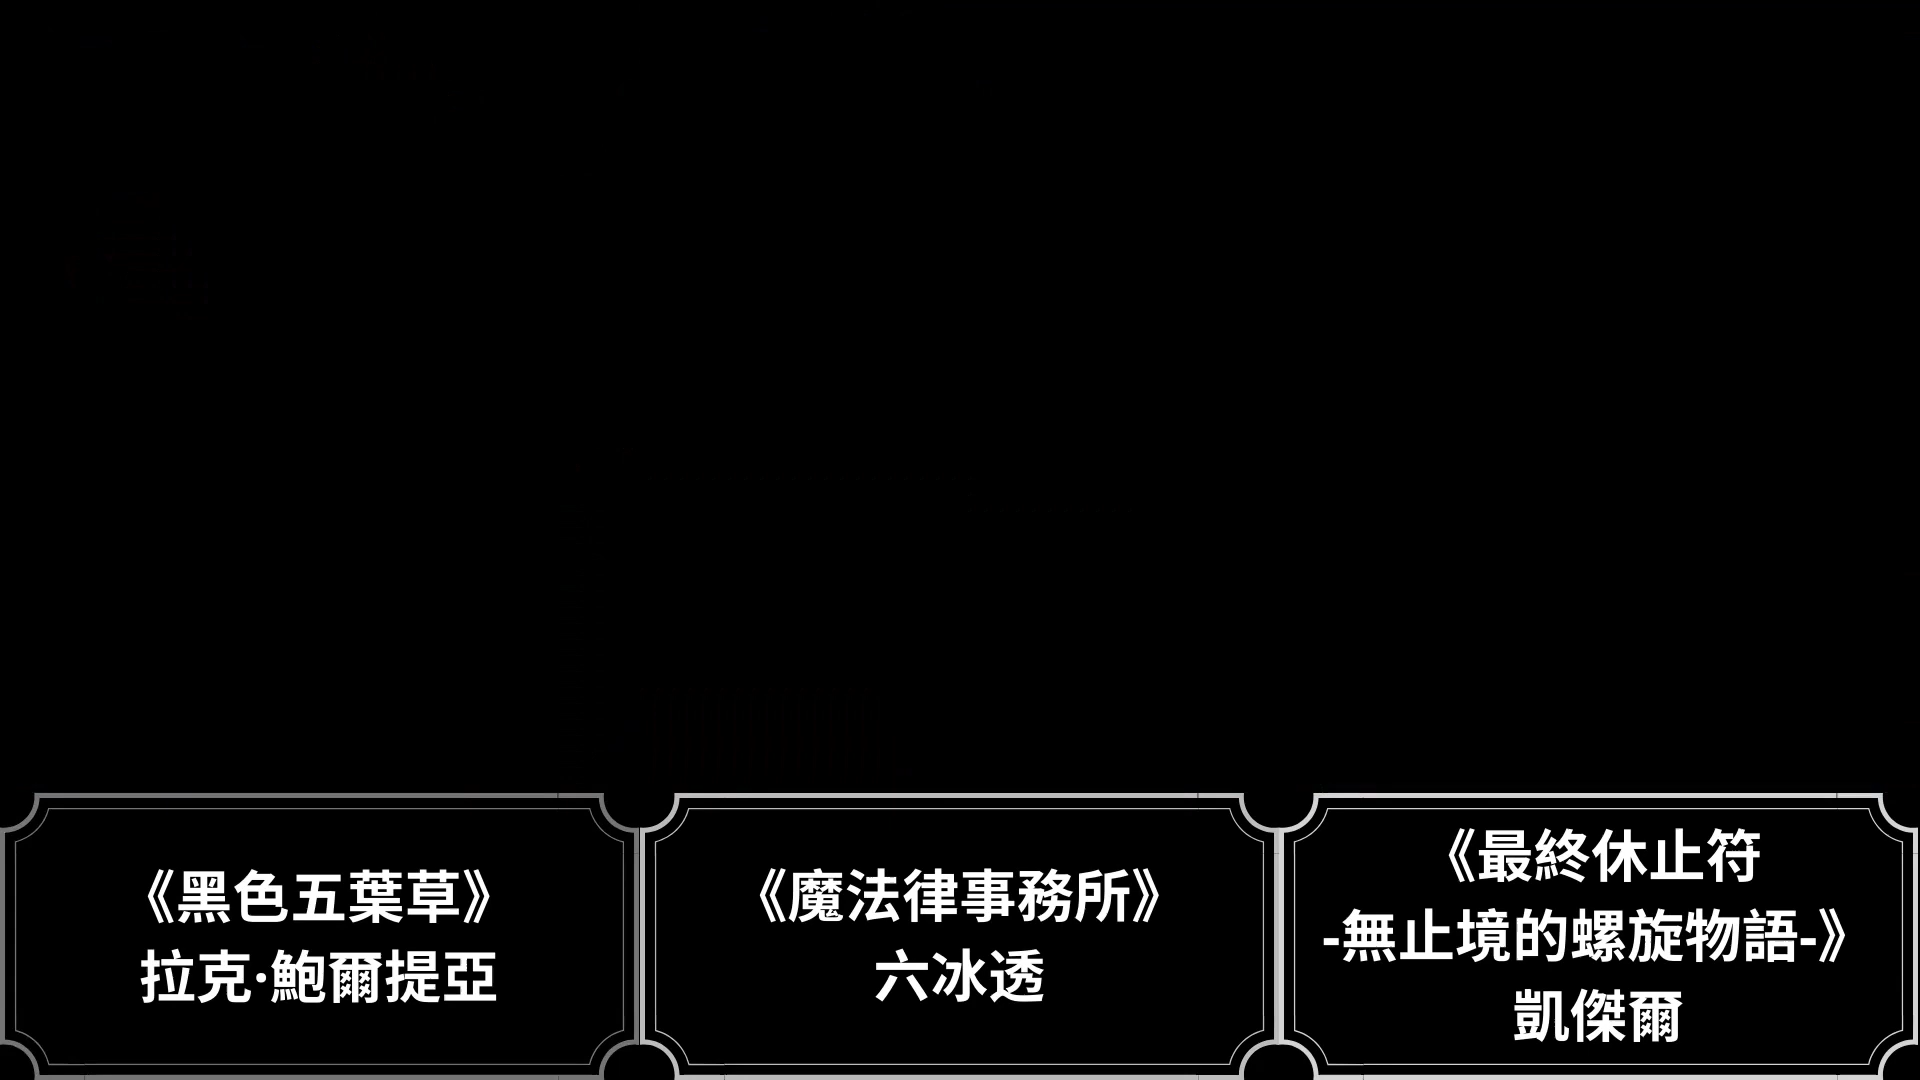 《黑色五葉草》
拉克·鮑爾提亞
《魔法律事務所》
六冰透
《最終休止符
-無止境的螺旋物語-》
凱傑爾